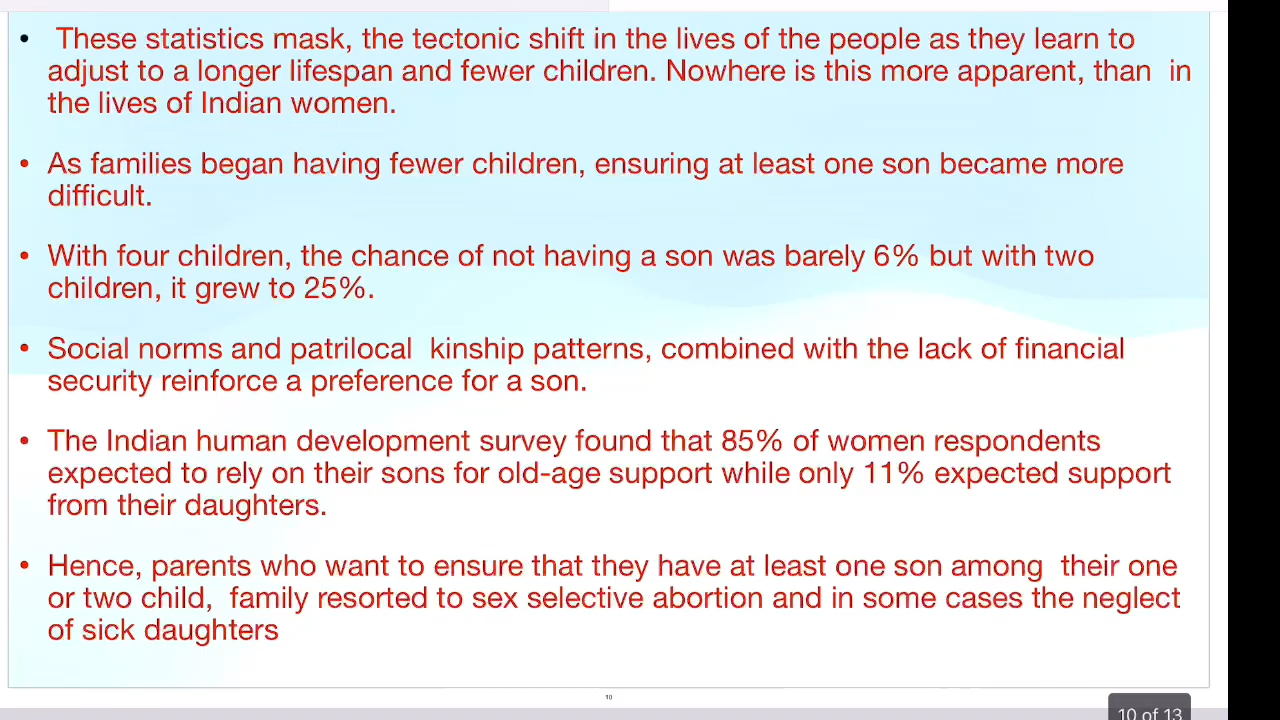 • These statistics mask, the tectonic shift in the lives of the people as they learn to
adjust to a longer lifespan and fewer children. Nowhere is this more apparent, than in
the lives of Indian women.
• As families began having fewer children, ensuring at least one son became more
difficult.
• With four children, the chance of not having a son was barely 6% but with two
children, it grew to 25%.
• Social norms and patrilocal kinship patterns, combined with the lack of financial
security reinforce a preference for a son.
• The Indian human development survey found that 85% of women respondents
expected to rely on their sons for old-age support while only 11% expected support
from their daughters.
• Hence, parents who want to ensure that they have at least one son among their one
or two child, family resorted to sex selective abortion and in some cases the neglect
of sick daughters
10
10 of 13